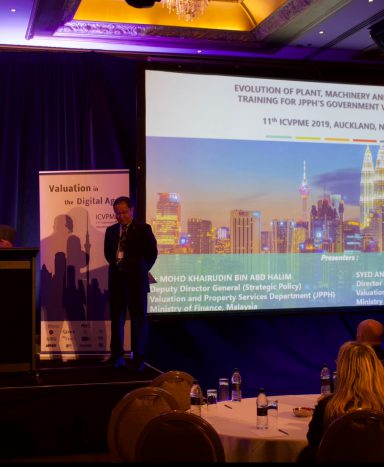 EVOLUTION OF PLANT, MACHINERY AN
TRAINING FOR JPPH'S GOVERNMENT V
11th ICVPME 2019, AUCKLAND, N
Valuation in
the Digital Age
ICVPME
Presenters :
MOHD KHAIRUDIN BIN ABD HALIM
Deputy Director General (Strategic Policy)
Valuation and Property Services Department (JPPH)
Ministry of Finance, Malaysia
SYED AN
Director
Valuation
Ministry